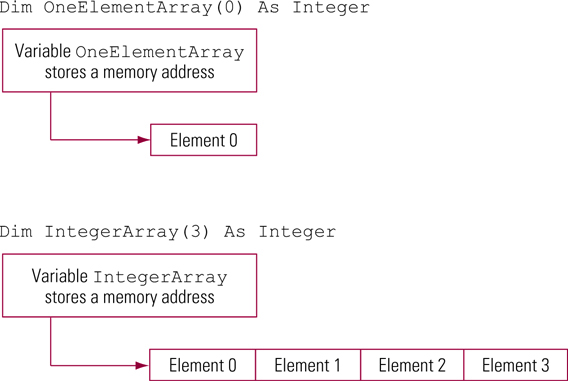 Dim OneElementArray(0) As Integer
Variable OneElementArray
stores a memory address
Element 0
Dim IntegerArray(3) As Integer
Variable IntegerArray
stores a memory address
Element 0 Element 1 Element 2 Element 3